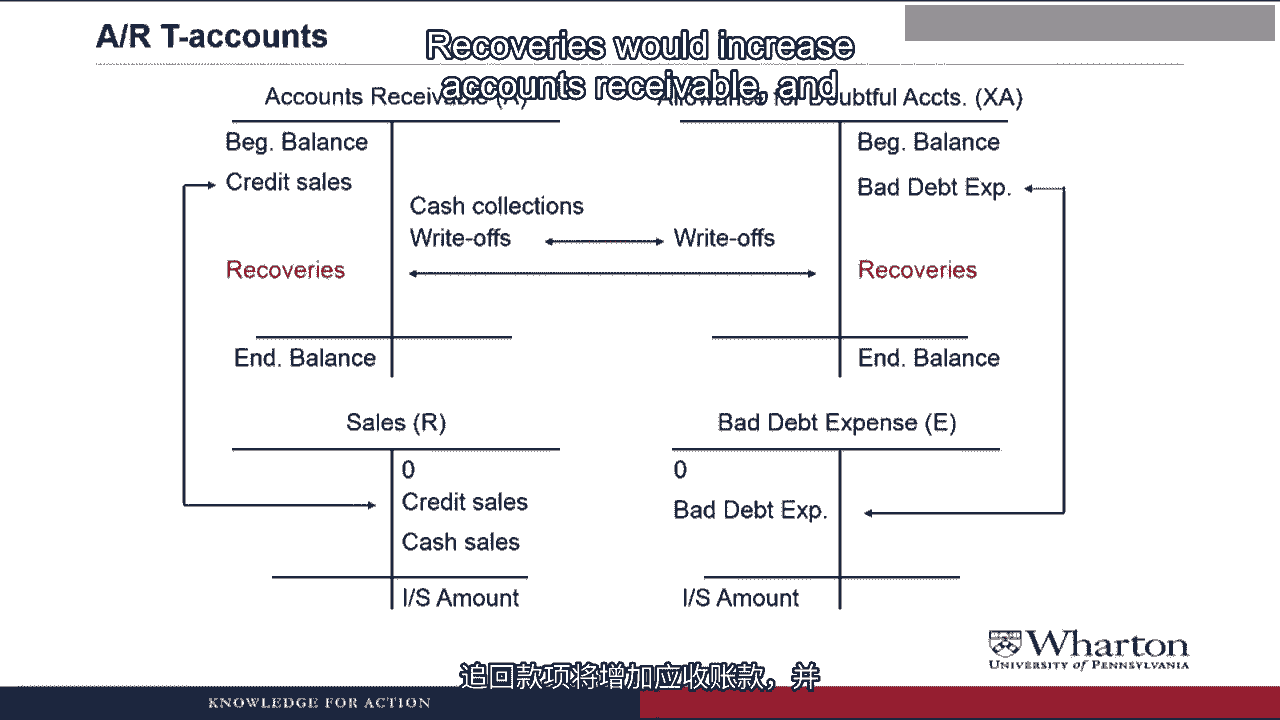 A/R T-accounts
Recoveries would increase
accounts receivable, and
Accounts Receivable (A)
Allowance for Doubtful Accts. (XA)
Beg. Balance
Credit sales
Cash collections
Write-offs
Recoveries
End. Balance
Beg. Balance
Bad Debt Exp.
Write-offs
Recoveries
End. Balance
Sales (R)
0
Credit sales
Cash sales
I/S Amount
Bad Debt Expense (E)
0
Bad Debt Exp.
I/S Amount
Wharton
UNIVERSITY OF PENNSYLVANIA
追回款项将增加应收账款，并
KNOWLEDGE FOR ACTION